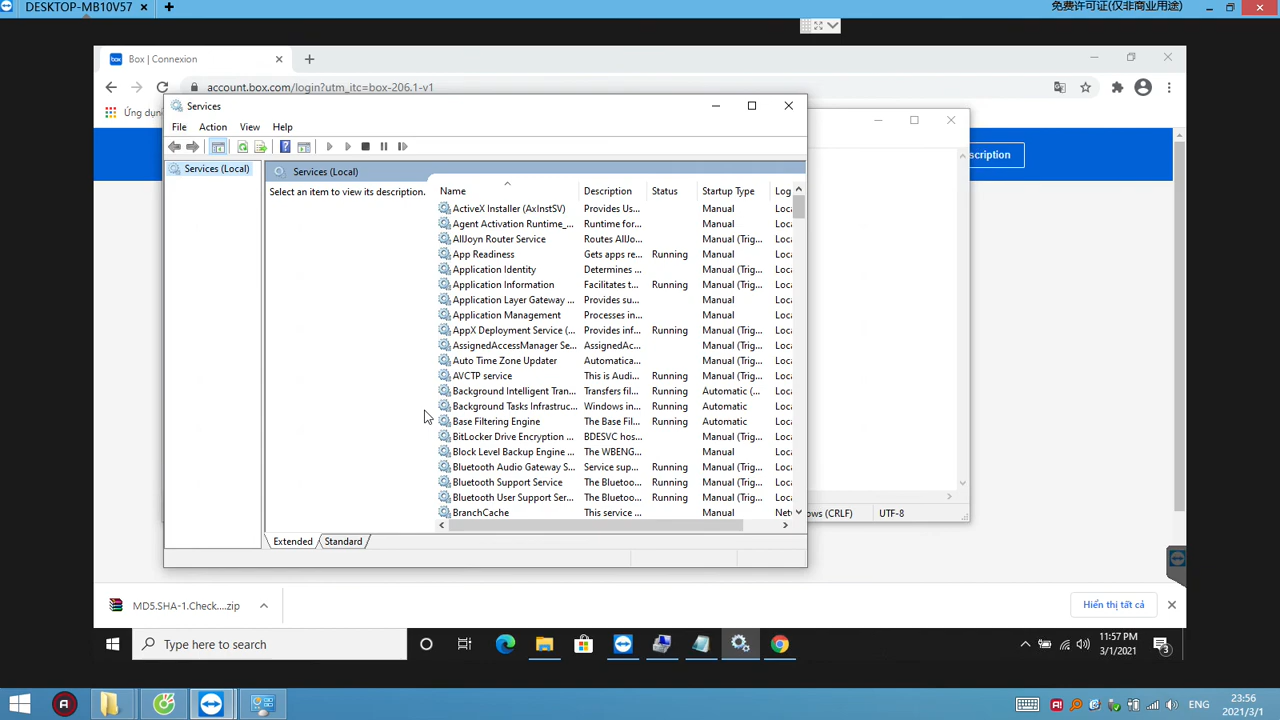 DESKTOP-MB10V57
免费许可证(仅非商业用途)
box Box | Connexion
account.box.com/login?utm_itc=box-206.1-v1
Ứng dụn
Services
File Action View Help
Services (Local)
Services (Local)
Select an item to view its description.
Name Description Status Startup Type Log
ActiveX Installer (AxInstSV) Provides Us... Manual Loca
Agent Activation Runtime_... Runtime for... Manual Loca
AllJoyn Router Service Routes AllJo... Manual (Trig... Loca
App Readiness Gets apps re... Running Manual Loca
Application Identity Determines ... Manual (Trig... Loca
Application Information Facilitates t... Running Manual (Trig... Loca
Application Layer Gateway ... Provides su... Manual Loca
Application Management Processes in... Manual Loca
AppX Deployment Service (... Provides inf... Running Manual (Trig... Loca
AssignedAccessManager Se... AssignedAc... Manual (Trig... Loca
Auto Time Zone Updater Automatica... Manual (Trig... Loca
AVCTP service This is Audi... Running Manual (Trig... Loca
Background Intelligent Tran... Transfers fil... Running Automatic (... Loca
Background Tasks Infrastruc... Windows in... Running Automatic Loca
Base Filtering Engine The Base Fil... Running Automatic Loca
BitLocker Drive Encryption ... BDESVC hos... Manual (Trig... Loca
Block Level Backup Engine ... The WBENG... Manual Loca
Bluetooth Audio Gateway S... Service sup... Running Manual (Trig... Loca
Bluetooth Support Service The Bluetoo... Running Manual (Trig... Loca
Bluetooth User Support Ser... The Bluetoo... Running Manual (Trig... Loca
BranchCache This service ... Manual Netv
Extended Standard
scription
ows (CRLF) UTF-8
MD5.SHA-1.Check....zip
Hiển thị tất cả
Type here to search
11:57 PM
3/1/2021
3
ENG
23:56
2021/3/1